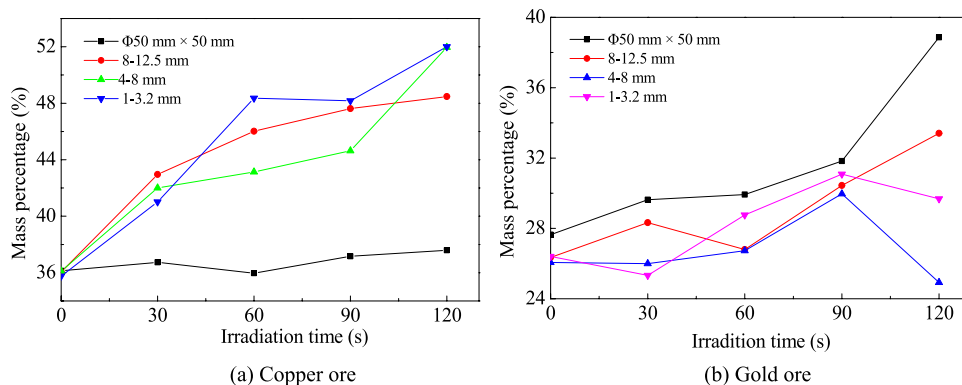 Φ50 mm × 50 mm
8-12.5 mm
4-8 mm
1-3.2 mm
52
48
44
40
36
Mass percentage (%)
0 30 60 90 120
Irradiation time (s)
(a) Copper ore
Φ50 mm × 50 mm
8-12.5 mm
4-8 mm
1-3.2 mm
40
36
32
28
24
Mass percentage (%)
0 30 60 90 120
Irradition time (s)
(b) Gold ore